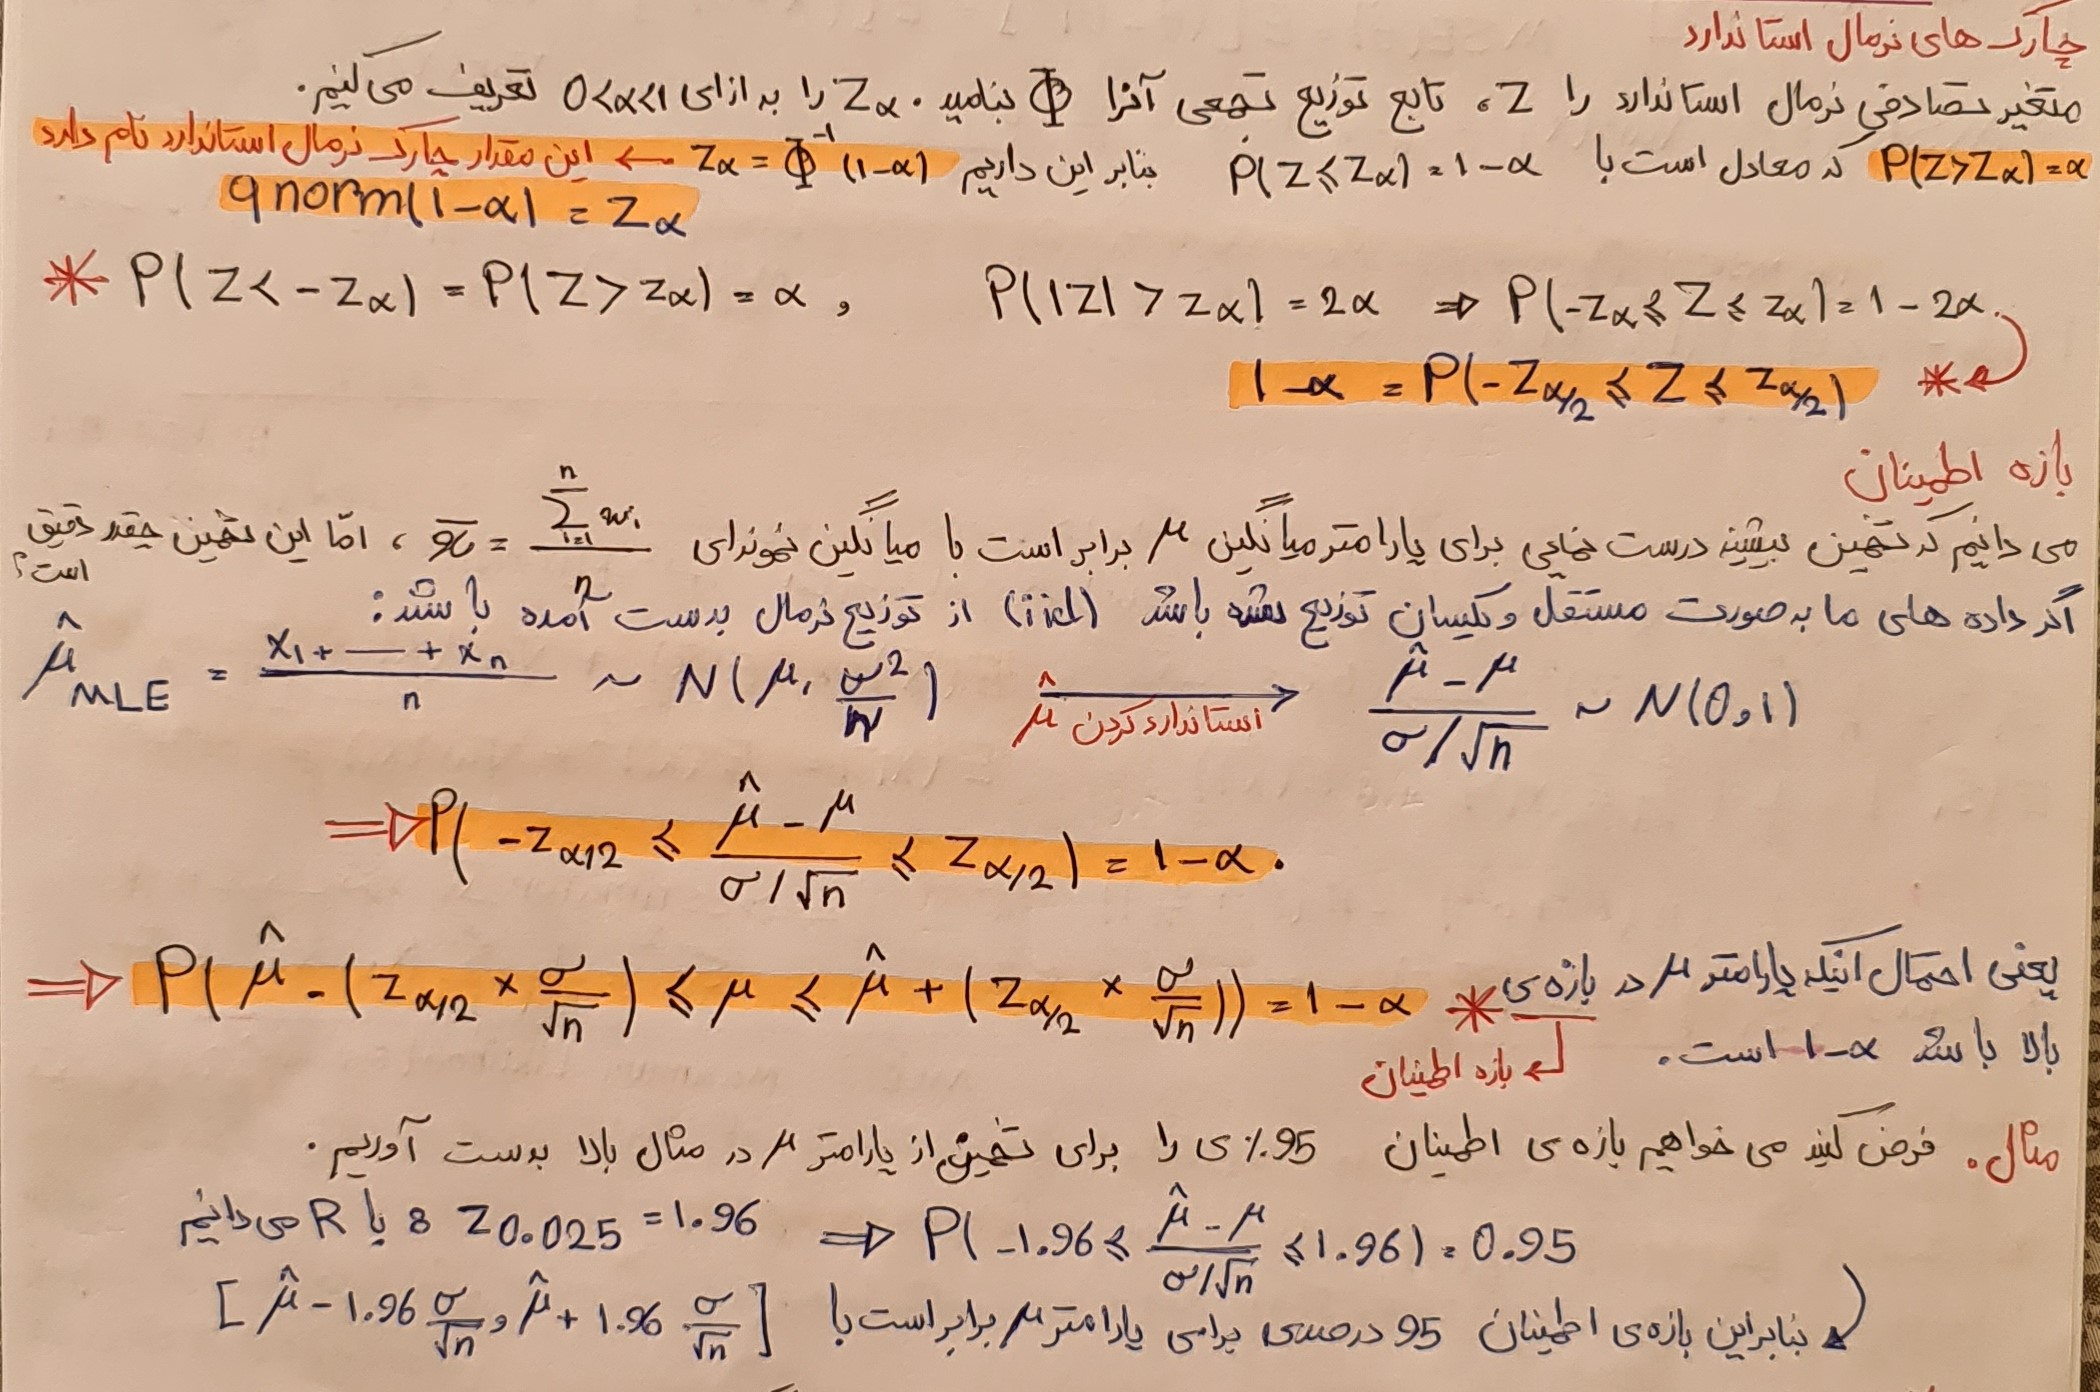 چارک های نرمال استاندارد
متغیر تصادفی نرمال استاندارد را Z، تابع توزیع تجمعی آنرا Φ بنامید. Zα را به ازای 0<α<1 تعریف می کنیم.
P(Z>Zα)=α که معادل است با P(Z≤Zα)=1-α بنابر این داریم Zα = Φ⁻¹(1-α) ← این مقدار چارک نرمال استاندارد نام دارد
qnorm(1-α) = Zα
* P(Z<-Zα) = P(Z>Zα) = α , P(|Z|>Zα) = 2α ⇒ P(-Zα≤Z≤Zα) = 1-2α.
1-α = P(-Zα/2 ≤ Z ≤ Zα/2) *
بازه اطمینان
می دانیم که تخمین بیشینه درست نمایی برای پارامتر میانگین μ برابر است با میانگین نمونه‌ای x̄ = Σⁿᵢ₌₁ xᵢ / n ، امّا این تخمین چقدر دقیق است؟
اگر داده های ما به صورت مستقل و یکسان توزیع شده باشد (iid) از توزیع نرمال بدست آمده باشد:
μ̂MLE = X₁+ — + Xn / n ~ N(μ, σ²/n) استاندارد کردن μ̂ → μ̂-μ / σ/√n ~ N(0,1)
⇒ P(-Zα/2 ≤ μ̂-μ / σ/√n ≤ Zα/2) = 1-α.
⇒ P(μ̂ - (Zα/2 × σ/√n) ≤ μ ≤ μ̂ + (Zα/2 × σ/√n)) = 1-α * یعنی احتمال اینکه پارامتر μ در بازه‌ی
بالا باشد 1-α است.
بازه اطمینان
مثال. فرض کنید می خواهیم بازه ی اطمینان 95٪ ی را برای تخمین از پارامتر μ در مثال بالا بدست آوریم.
با R می دانیم Z0.025 = 1.96 ⇒ P(-1.96 ≤ μ̂-μ / σ/√n ≤ 1.96) = 0.95
بنابراین بازه‌ی اطمینان 95 درصدی برای پارامتر μ برابر است با [μ̂ - 1.96 σ/√n , μ̂ + 1.96 σ/√n]